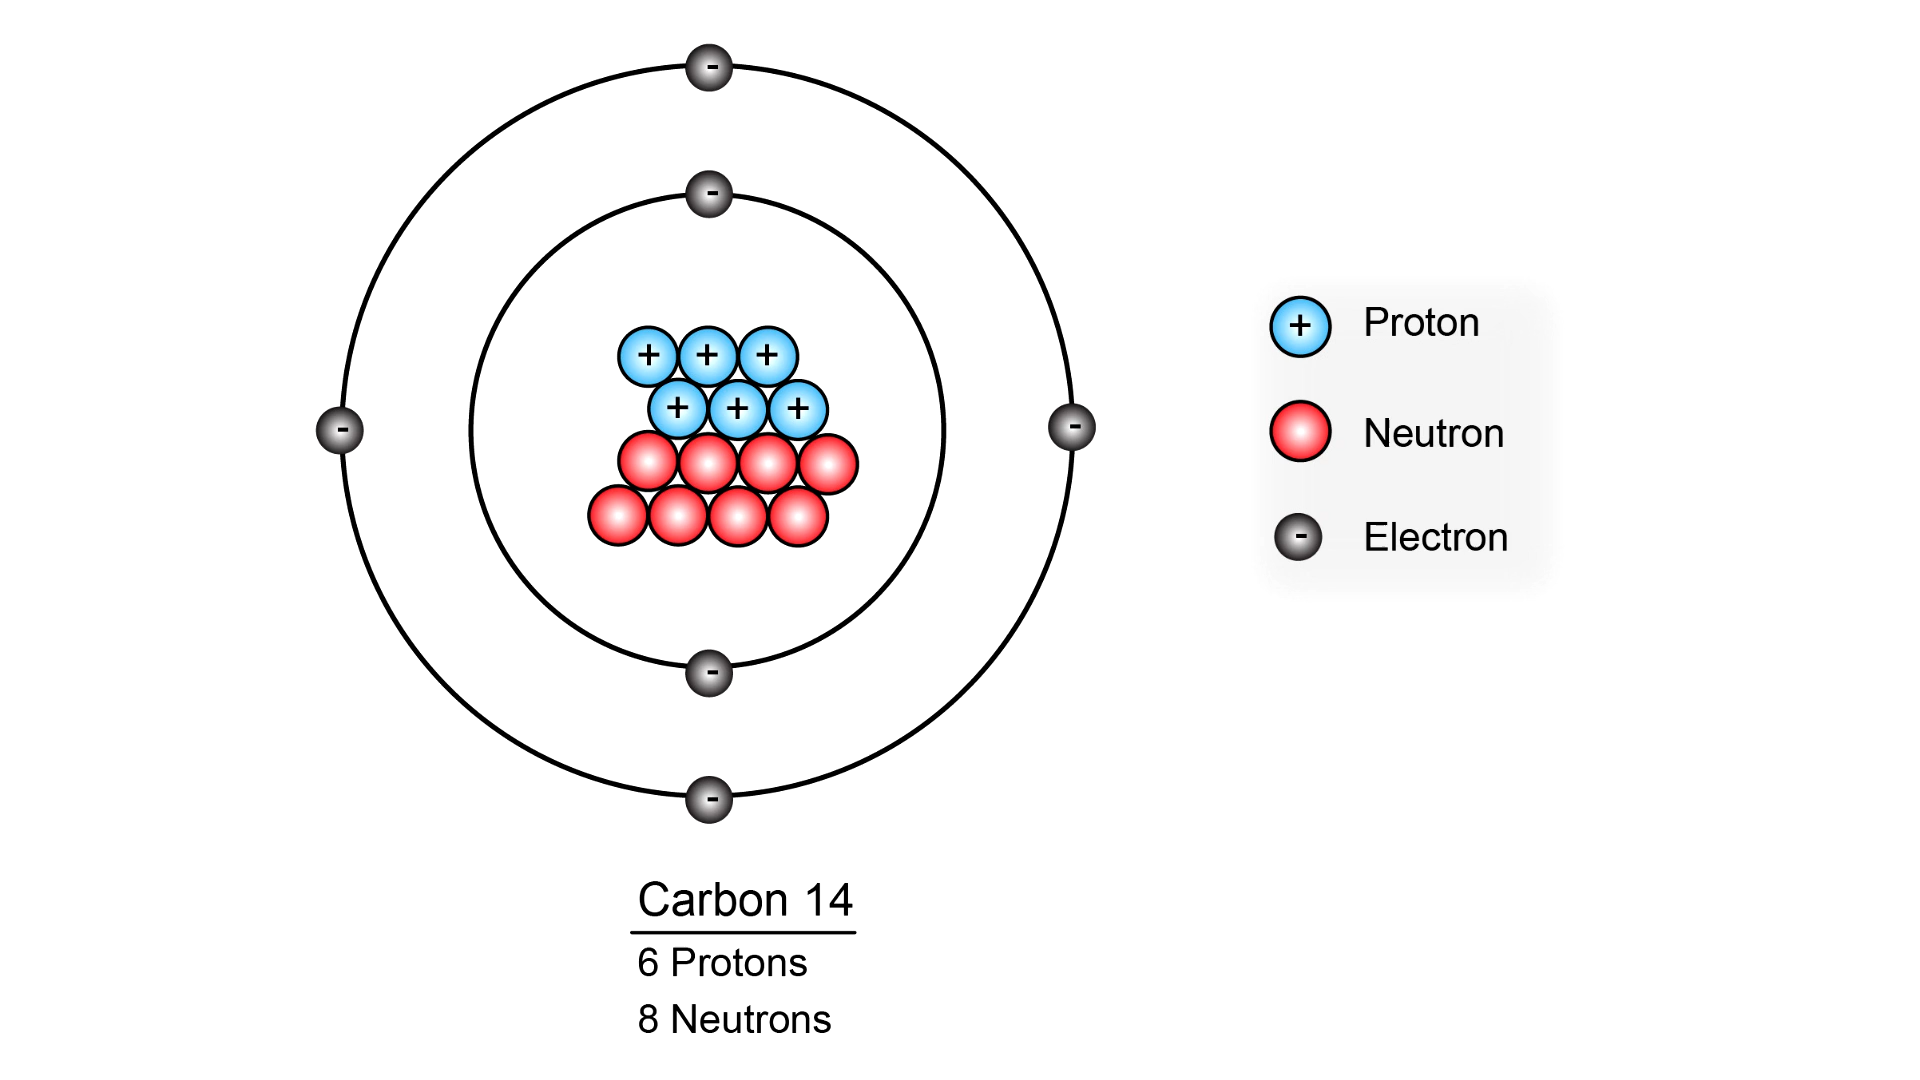 -
-
+ + +
+ + +
- -
-
-
+ Proton
Neutron
- Electron
Carbon 14
6 Protons
8 Neutrons